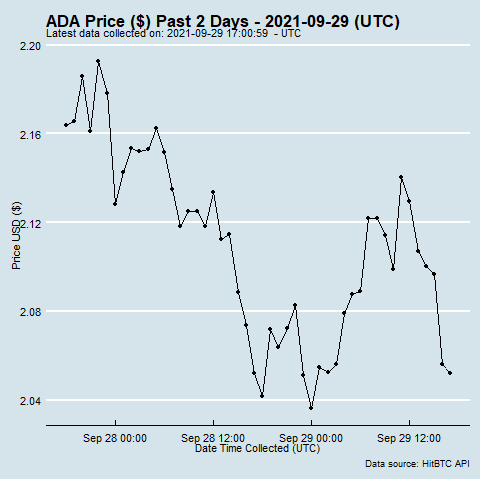 ADA Price ($) Past 2 Days - 2021-09-29 (UTC)
Latest data collected on: 2021-09-29 17:00:59 - UTC
2.20
2.16
2.12
2.08
2.04
Price USD ($)
Sep 28 00:00
Sep 28 12:00
Sep 29 00:00
Sep 29 12:00
Date Time Collected (UTC)
Data source: HitBTC API